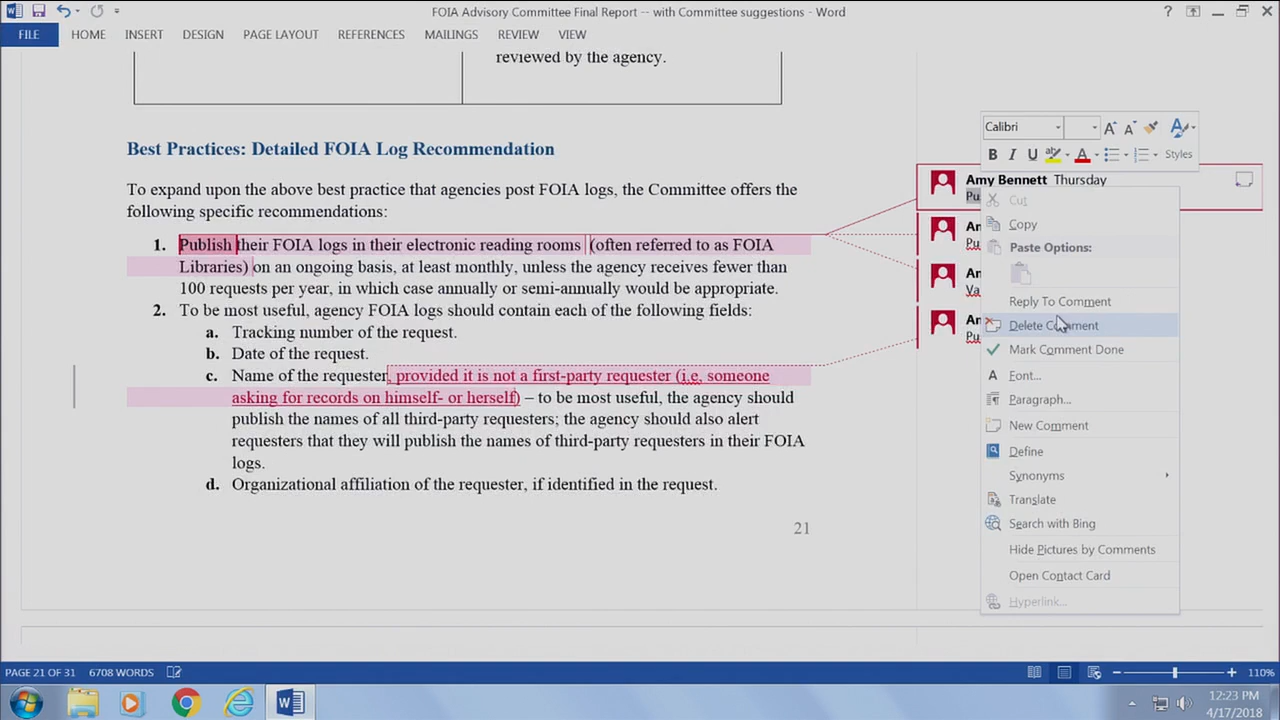 FOIA Advisory Committee Final Report -- with Committee suggestions - Word
?
FILE HOME INSERT DESIGN PAGE LAYOUT REFERENCES MAILINGS REVIEW VIEW
reviewed by the agency.
Best Practices: Detailed FOIA Log Recommendation
To expand upon the above best practice that agencies post FOIA logs, the Committee offers the
following specific recommendations:
1. Publish their FOIA logs in their electronic reading rooms (often referred to as FOIA
Libraries) on an ongoing basis, at least monthly, unless the agency receives fewer than
100 requests per year, in which case annually or semi-annually would be appropriate.
2. To be most useful, agency FOIA logs should contain each of the following fields:
a. Tracking number of the request.
b. Date of the request.
c. Name of the requester, provided it is not a first-party requester (i.e. someone
asking for records on himself- or herself) – to be most useful, the agency should
publish the names of all third-party requesters; the agency should also alert
requesters that they will publish the names of third-party requesters in their FOIA
logs.
d. Organizational affiliation of the requester, if identified in the request.
21
Calibri
B I U A Styles
Amy Bennett Thursday
Pu
Am
Pu
Am
Va
Am
Pu
Cut
Copy
Paste Options:
Reply To Comment
Delete Comment
Mark Comment Done
Font...
Paragraph...
New Comment
Define
Synonyms
Translate
Search with Bing
Hide Pictures by Comments
Open Contact Card
Hyperlink...
PAGE 21 OF 31 6708 WORDS 110%
12:23 PM
4/17/2018